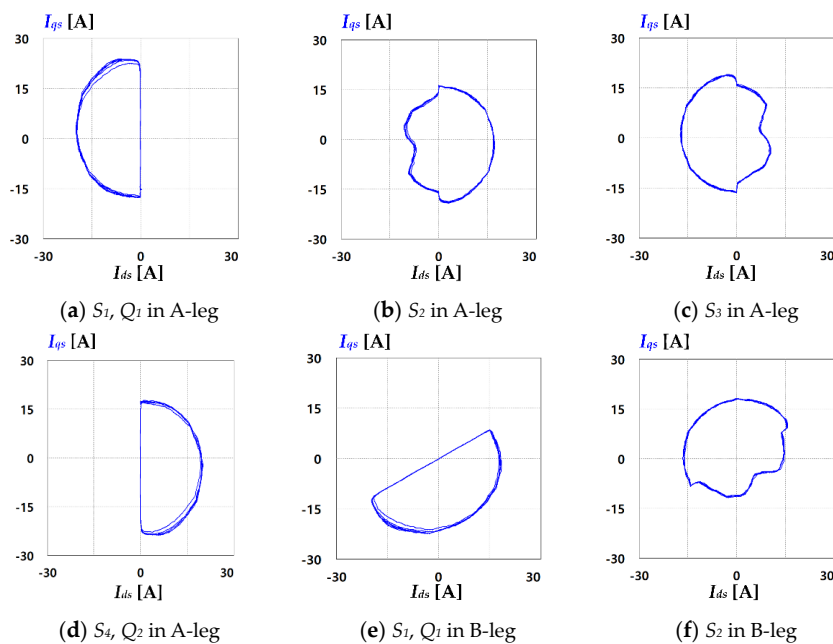 Iqs [A] Iqs [A] Iqs [A]
30 30 30
15 15 15
0 0 0
-15 -15 -15
-30 -30 -30
-30 0 30 -30 0 30 -30 0 30
Ids [A] Ids [A] Ids [A]
(a) S1, Q1 in A-leg (b) S2 in A-leg (c) S3 in A-leg
Iqs [A] Iqs [A] Iqs [A]
30 30 30
15 15 15
0 0 0
-15 -15 -15
-30 -30 -30
-30 0 30 -30 0 30 -30 0 30
Ids [A] Ids [A] Ids [A]
(d) S4, Q2 in A-leg (e) S1, Q1 in B-leg (f) S2 in B-leg